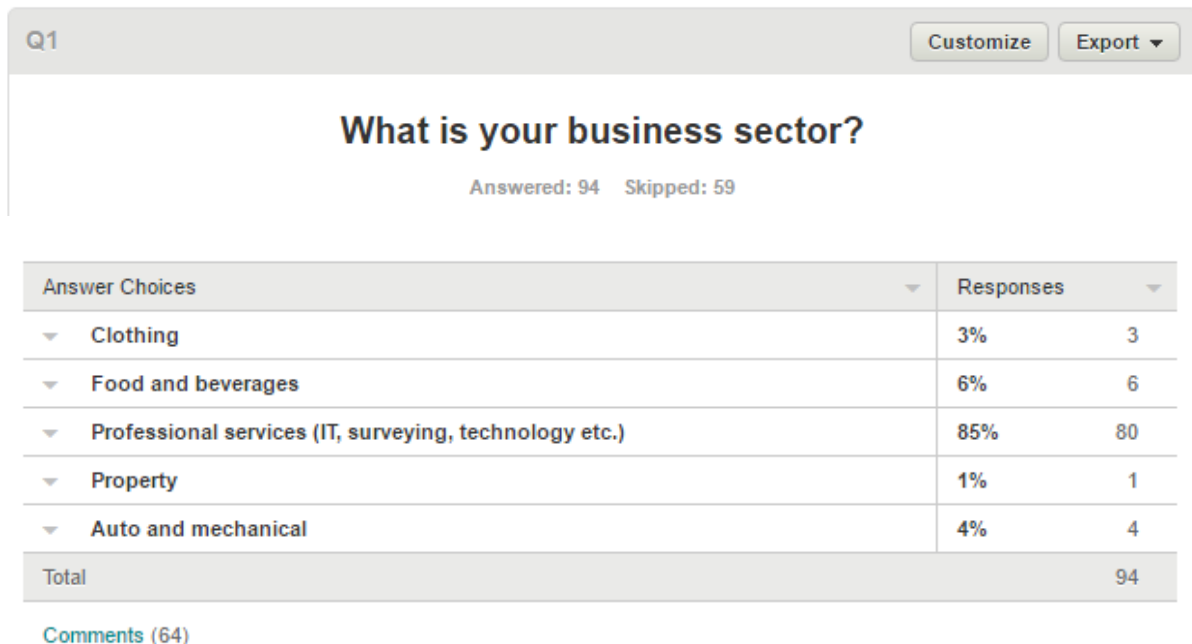 Q1 Customize Export
What is your business sector?
Answered: 94 Skipped: 59
Answer Choices Responses
Clothing 3% 3
Food and beverages 6% 6
Professional services (IT, surveying, technology etc.) 85% 80
Property 1% 1
Auto and mechanical 4% 4
Total 94
Comments (64)